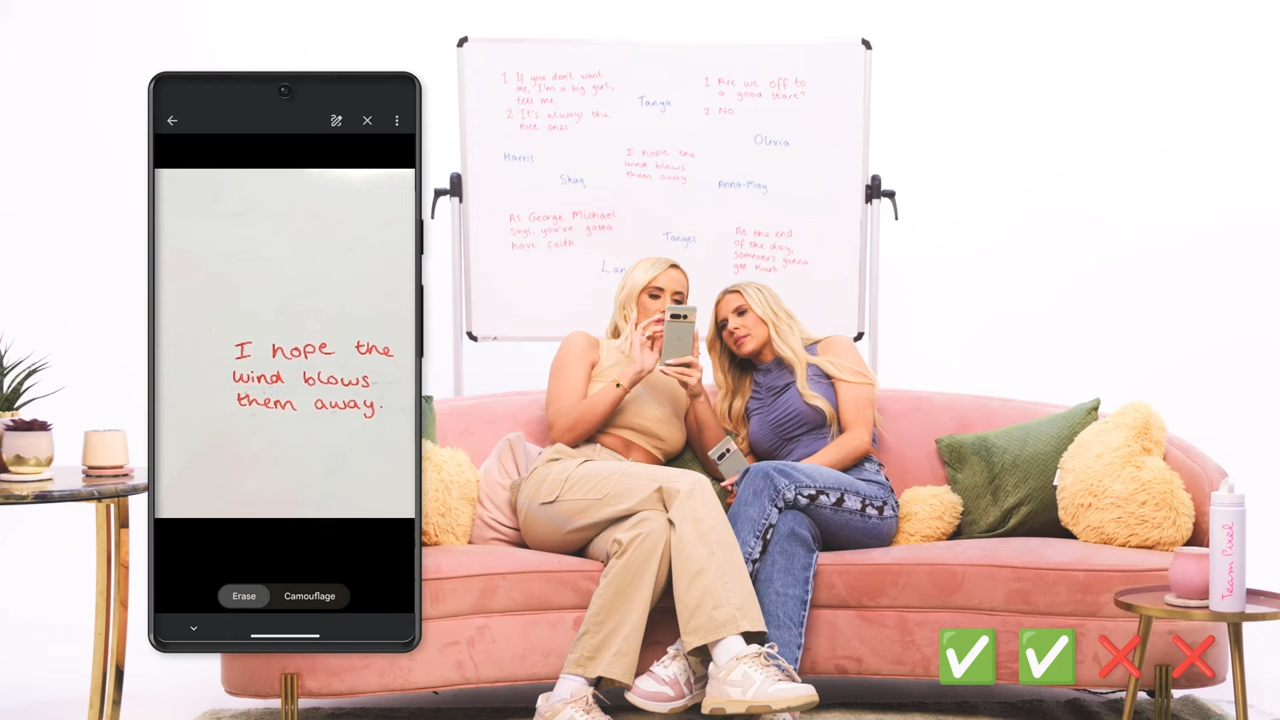 I hope the
wind blows
them away.
Erase
Camouflage
1. If you don't want
me, I'm a big girl,
tell me
2. It's always the
nice ones
Tanya
1. Are we off to
a good start?
2 No
Olivia
Harris
I hope the
wind blows
them away
Shaq
Anna-May
As George Michael
says, you've gotta
have faith
Tanyel
At the end
of the day,
someone's gonna
get hurt.
Team Pixel